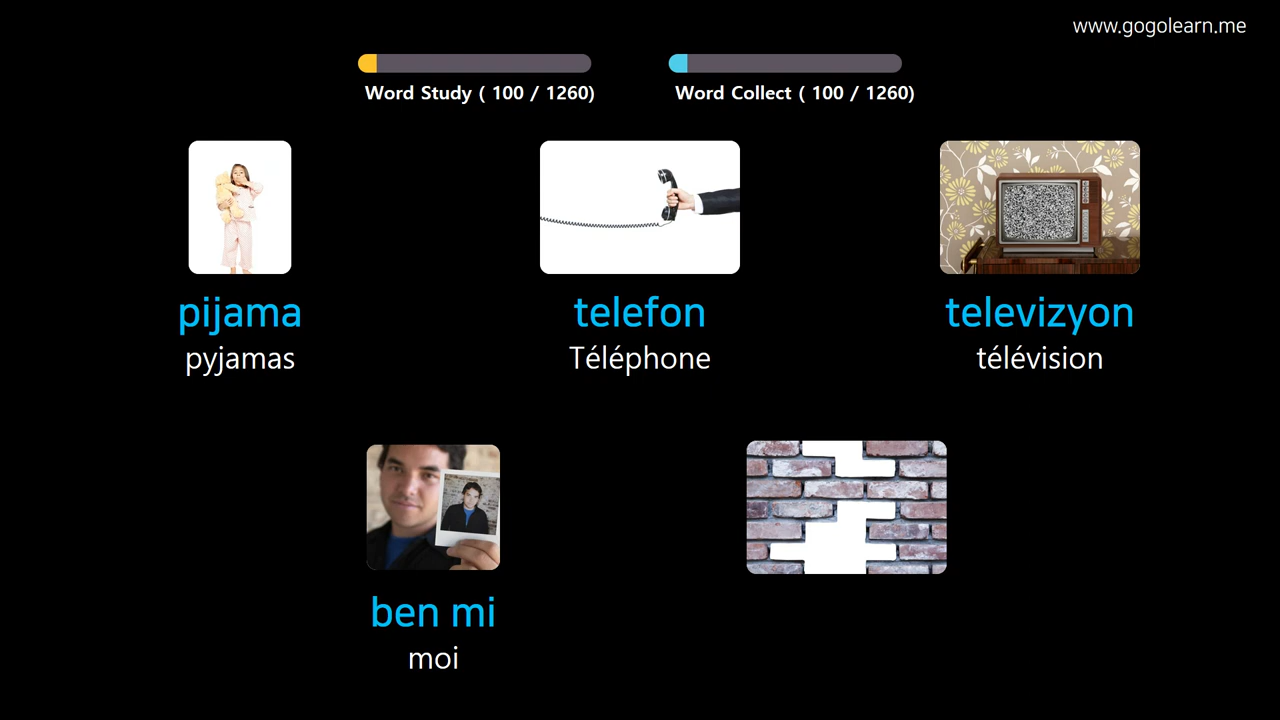 www.gogolearn.me
Word Study ( 100 / 1260)
Word Collect ( 100 / 1260)
pijama
pyjamas
telefon
Téléphone
televizyon
télévision
ben mi
moi